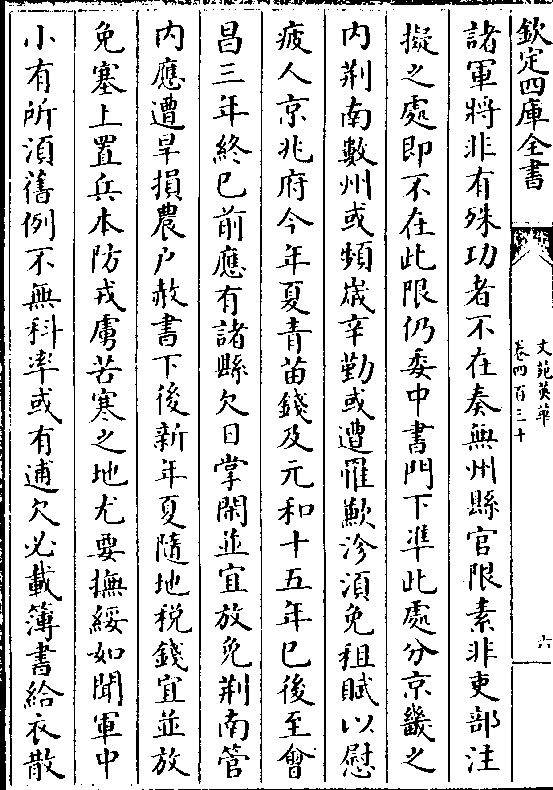 欽定四庫全書
文苑英華
卷四百三十
六
諸軍將非有殊功者不在奏無州縣官限素非吏部注
擬之處即不在此限仍委中書門下準此處分京畿之
内荆南數州或頻嵗辛勤或遭罹歉沴須免租賦以慰
疲人京兆府今年夏青苗錢及元和十五年已後至會
昌三年終已前應有諸縣欠日掌閑並宜放免荆南管
内應遭旱損農户赦書下後新年夏隨地税錢宜並放
免塞上置兵本防戎虜苦寒之地尤要撫綏如聞軍中
小有所須舊例不無科率或有逋欠必載簿書給衣散